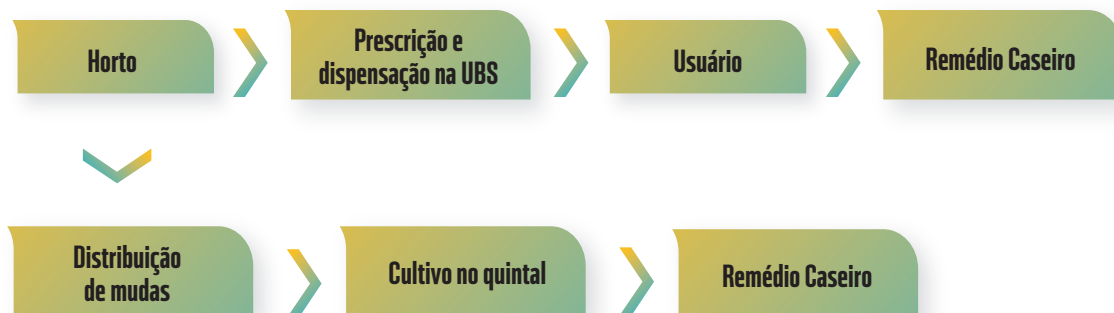 Horto
Prescrição e
dispensação na UBS
Usuário
Remédio Caseiro
Distribuição
de mudas
Cultivo no quintal
Remédio Caseiro